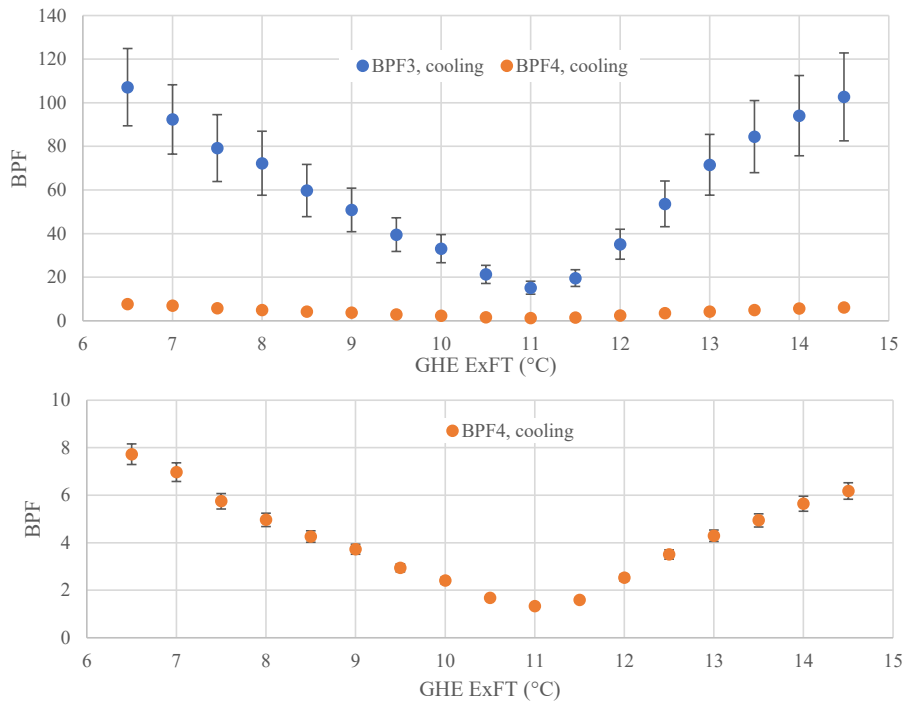 140
120
100
80
60
40
20
0
BPF
BPF3, cooling
BPF4, cooling
6 7 8 9 10 11 12 13 14 15
GHE ExFT (°C)
10
8
6
4
2
0
BPF
BPF4, cooling
6 7 8 9 10 11 12 13 14 15
GHE ExFT (°C)